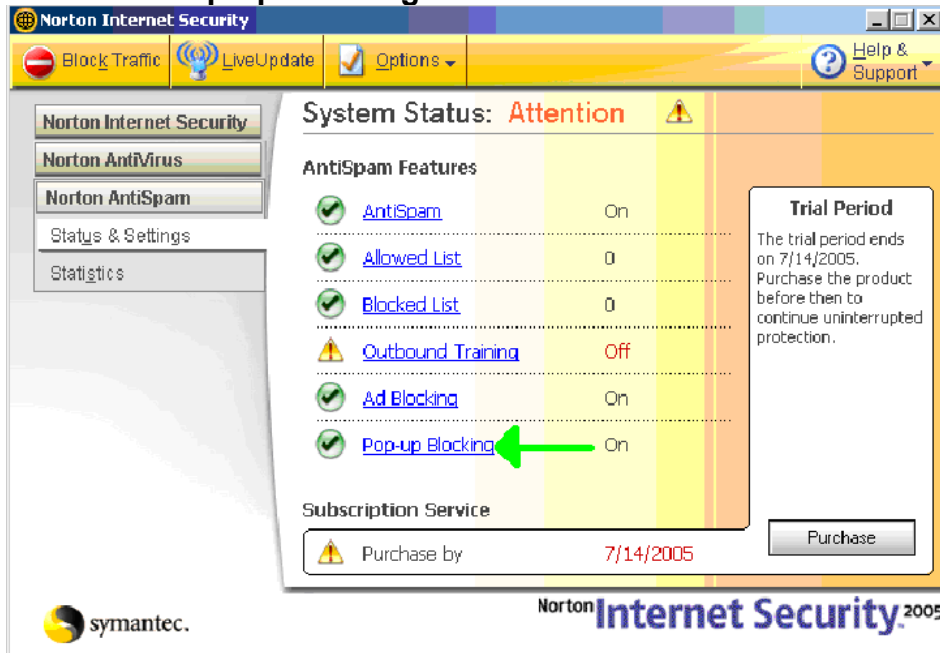 Norton Internet Security
Block Traffic
LiveUpdate
Options
Help & Support
Norton Internet Security
Norton AntiVirus
Norton AntiSpam
Status & Settings
Statistics
System Status: Attention
AntiSpam Features
AntiSpam On
Allowed List 0
Blocked List 0
Outbound Training Off
Ad Blocking On
Pop-up Blocking On
Subscription Service
Purchase by 7/14/2005
Trial Period
The trial period ends
on 7/14/2005.
Purchase the product
before then to
continue uninterrupted
protection.
Purchase
symantec.
Norton Internet Security 2005